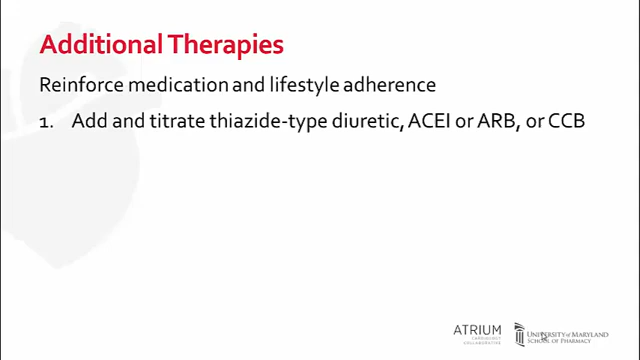 Additional Therapies
Reinforce medication and lifestyle adherence
1. Add and titrate thiazide-type diuretic, ACEI or ARB, or CCB
ATRIUM
CARDIOLOGY
COLLABORATIVE
UNIVERSITY of MARYLAND
SCHOOL OF PHARMACY